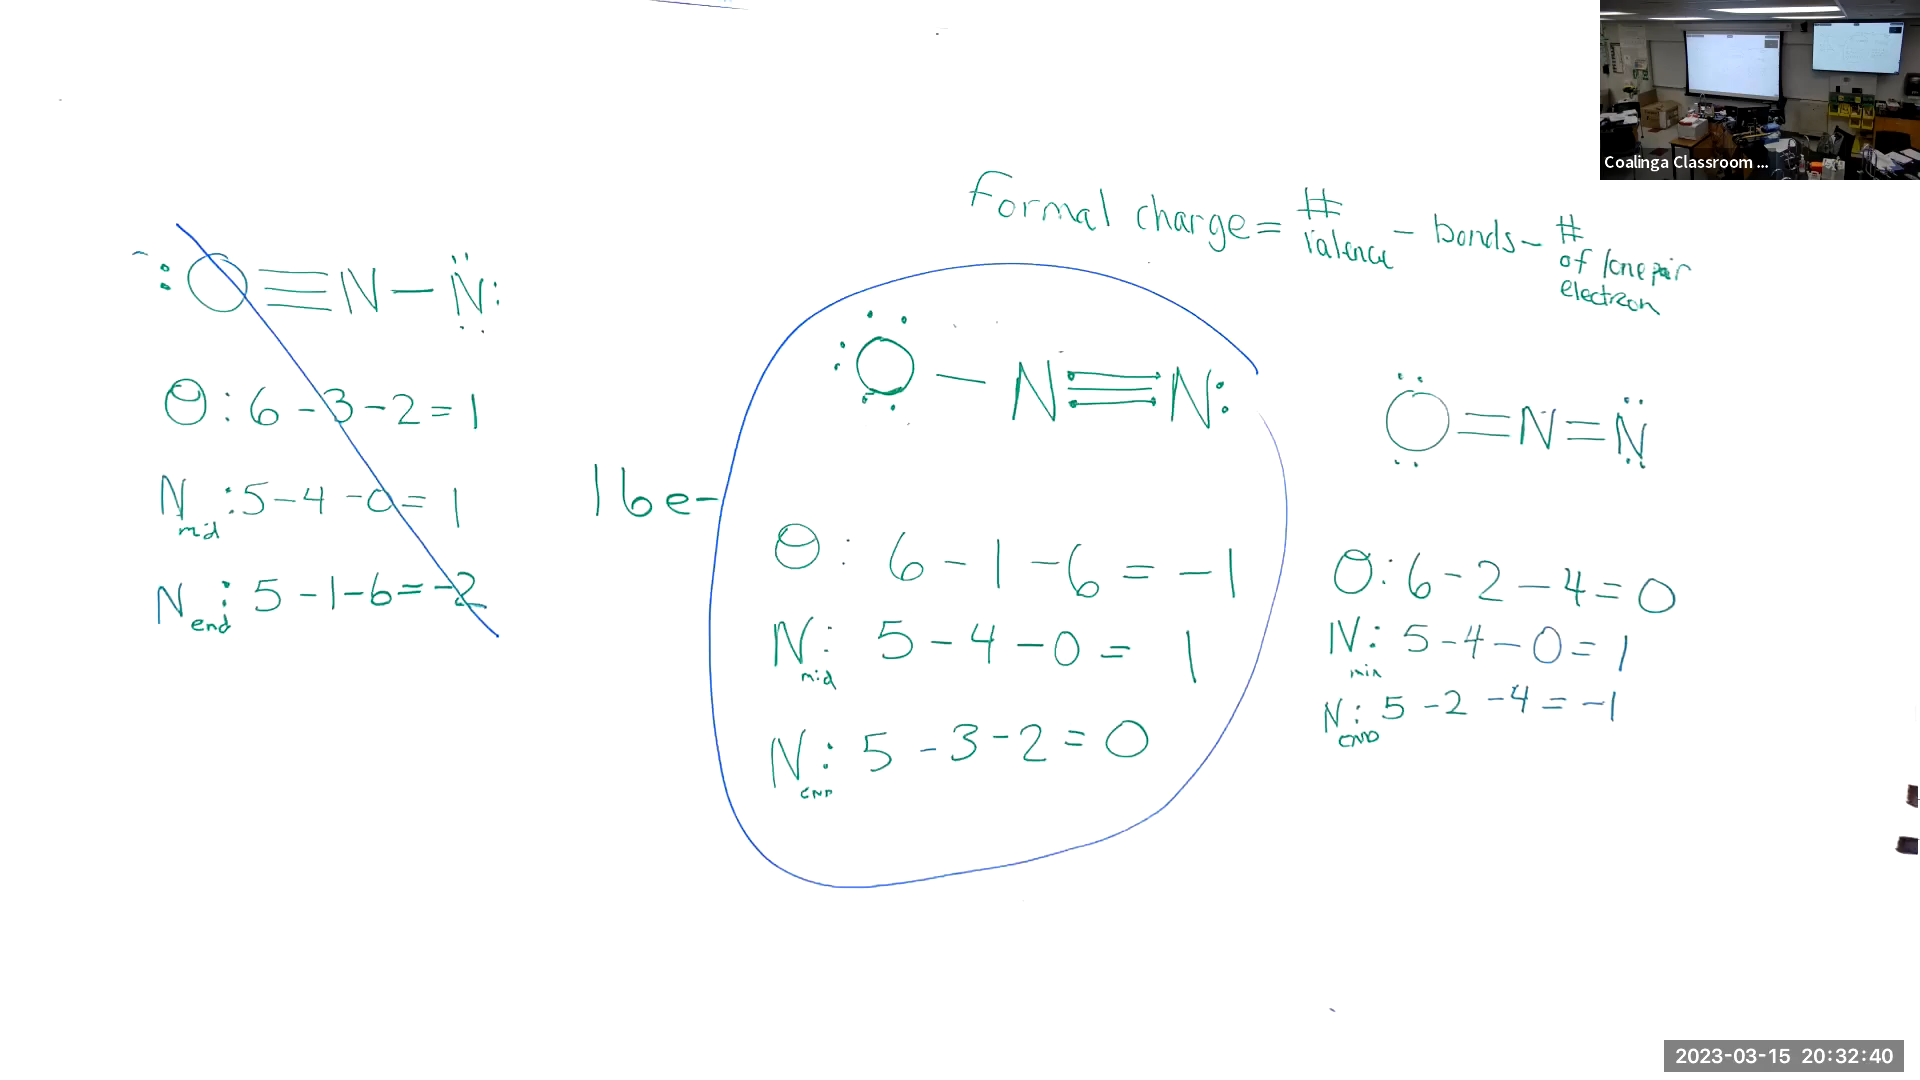 Coalinga Classroom ...
Formal charge = # valence - bonds - # of lone pair electron
:O≡N-N:
O: 6 - 3 - 2 = 1
N mid: 5 - 4 - 0 = 1
N end: 5 - 1 - 6 = -2
16e-
:O-N≡N:
O: 6 - 1 - 6 = -1
N mid: 5 - 4 - 0 = 1
N: 5 - 3 - 2 = 0
O=N=N
O: 6 - 2 - 4 = 0
N: 5 - 4 - 0 = 1
N END: 5 - 2 - 4 = -1
2023-03-15 20:32:40